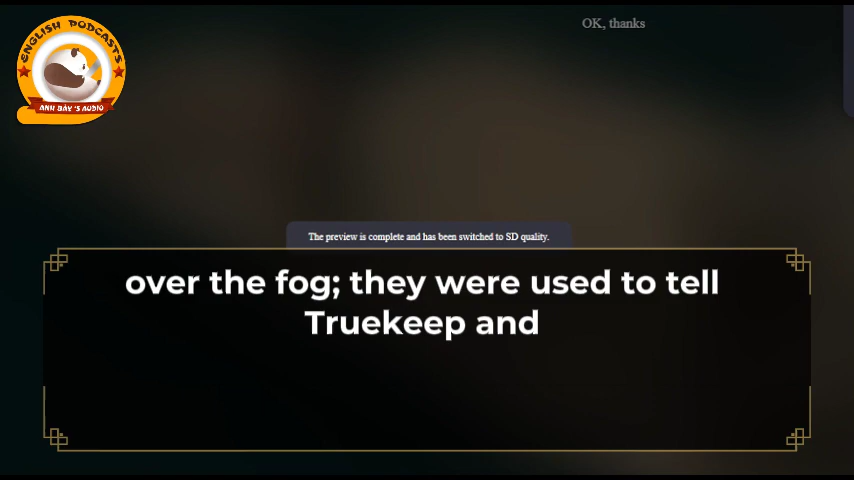 OK, thanks
ENGLISH PODCASTS
ANH BẢY 'S AUDIO
The preview is complete and has been switched to SD quality.
over the fog; they were used to tell
Truekeep and